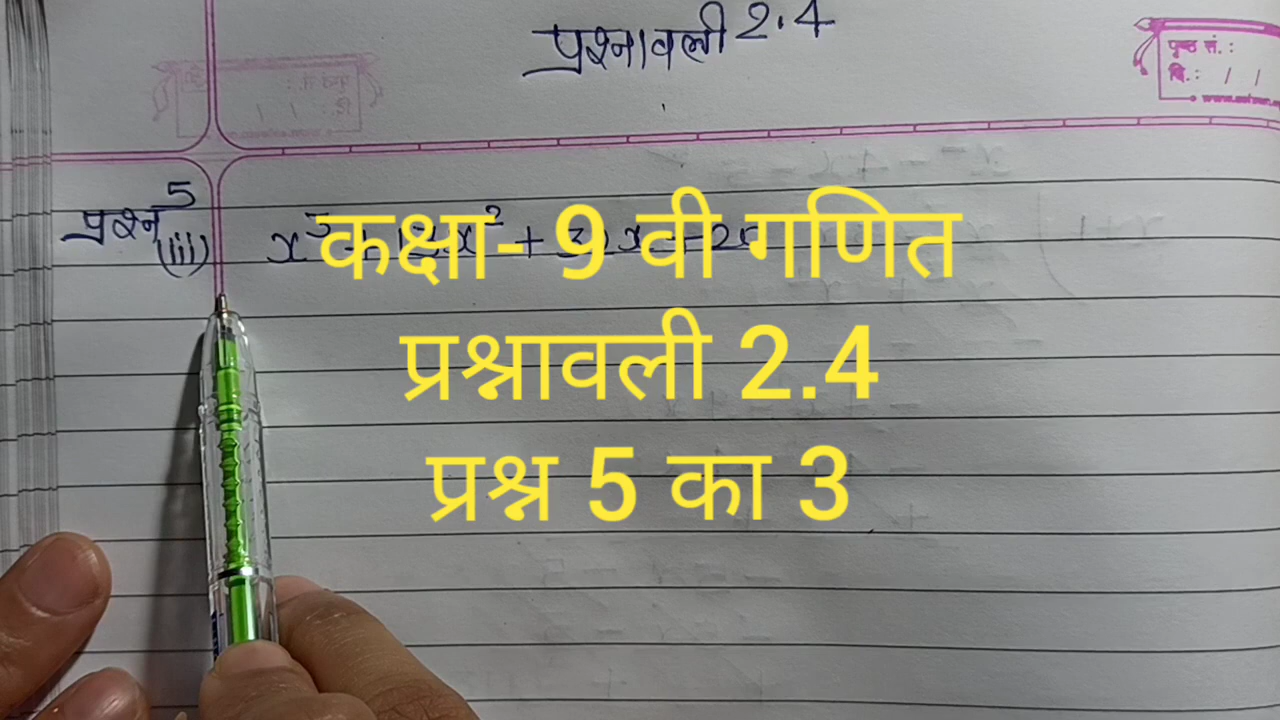 प्रश्नावली 2.4
पृष्ठ सं. :
दि. : / /
प्रश्न 5
(iii)
कक्षा- 9 वी गणित
प्रश्नावली 2.4
प्रश्न 5 का 3